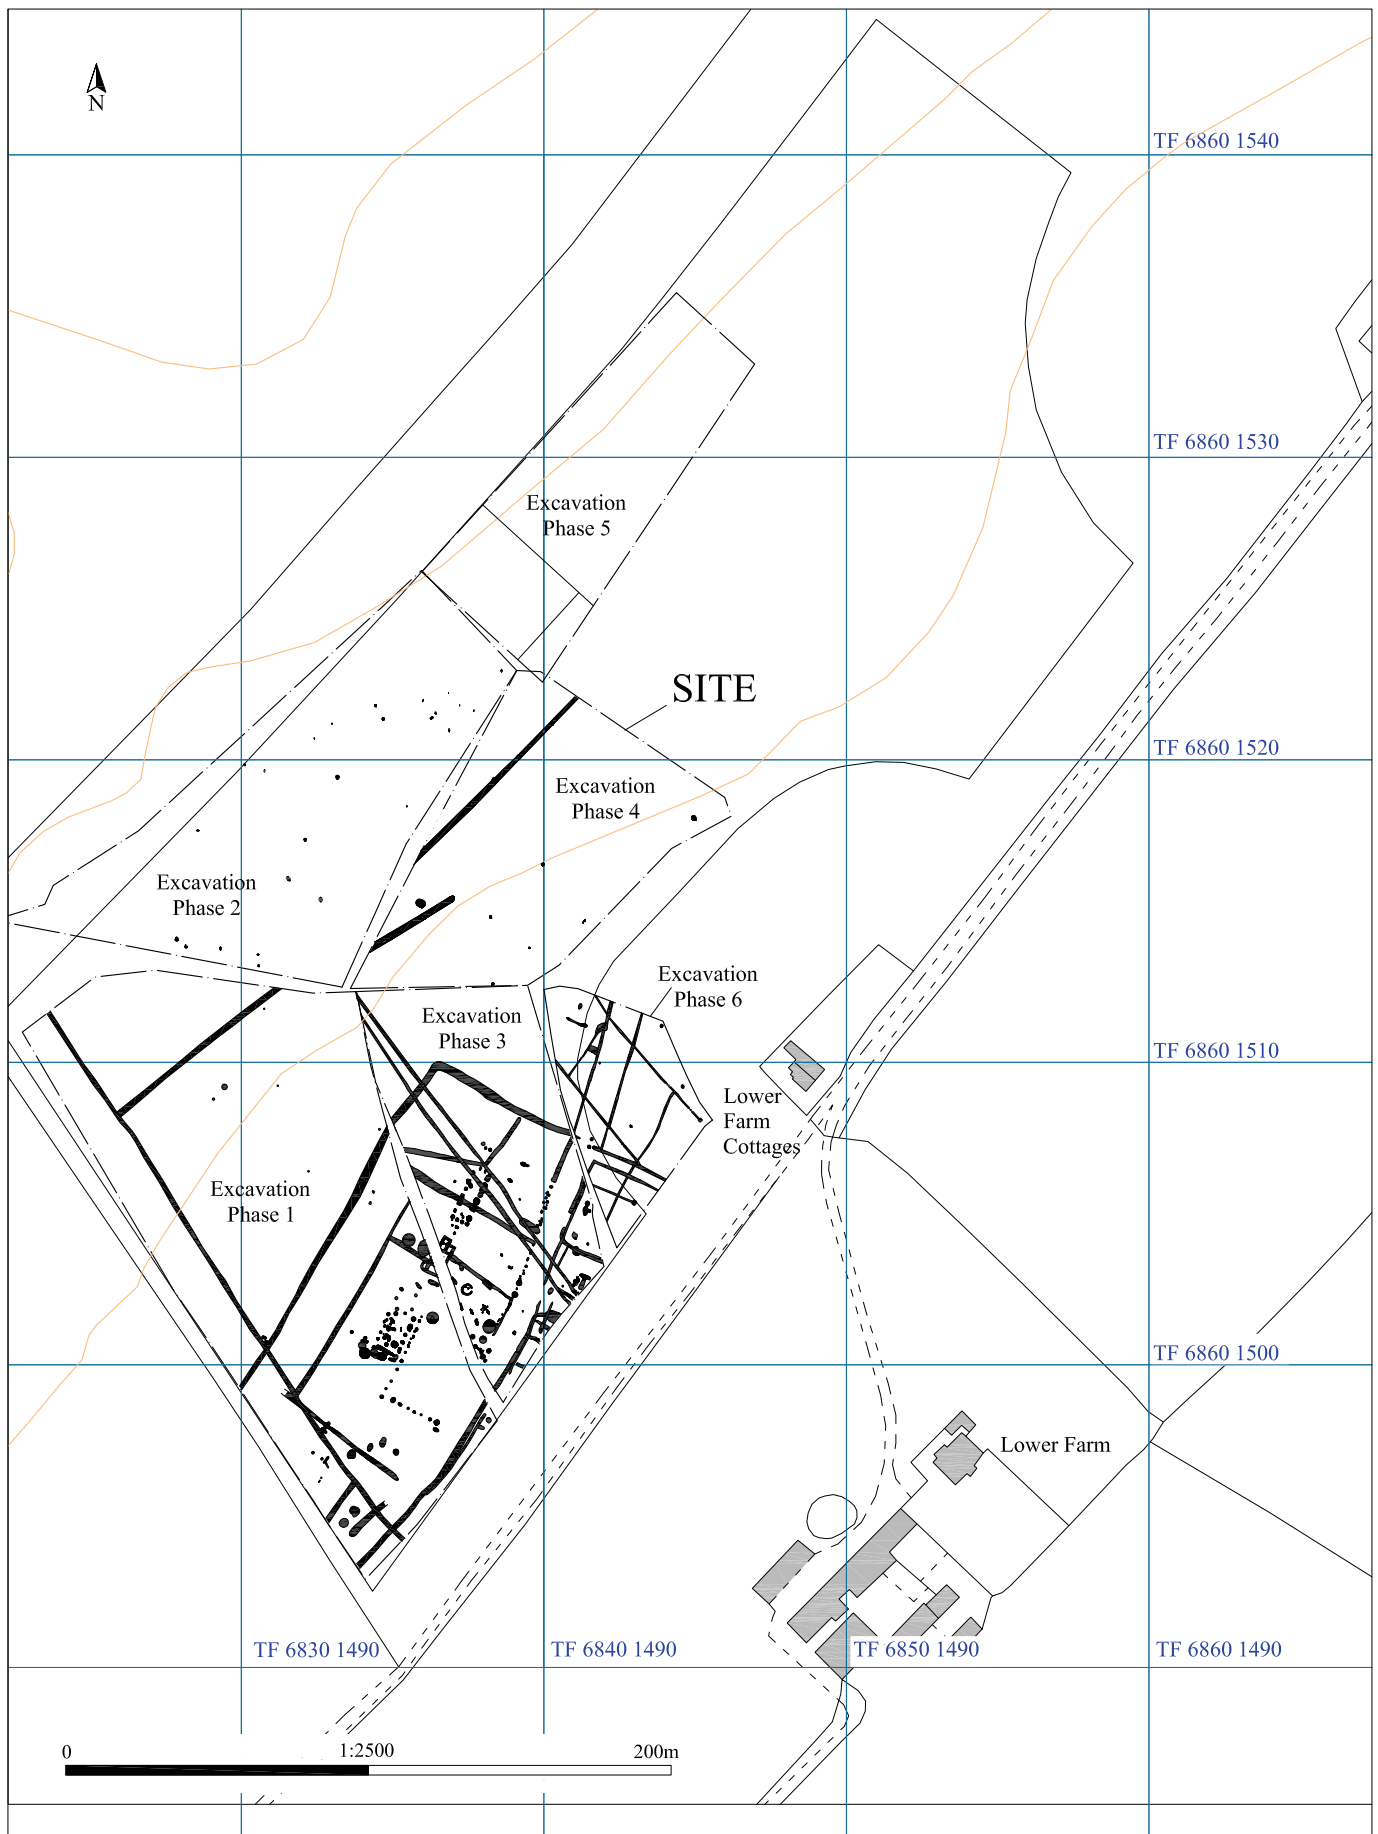 N
TF 6860 1540
TF 6860 1530
Excavation
Phase 5
SITE
TF 6860 1520
Excavation
Phase 4
Excavation
Phase 2
Excavation
Phase 6
Excavation
Phase 3
TF 6860 1510
Lower
Farm
Cottages
Excavation
Phase 1
TF 6860 1500
Lower Farm
TF 6830 1490
TF 6840 1490
TF 6850 1490
TF 6860 1490
0
1:2500
200m